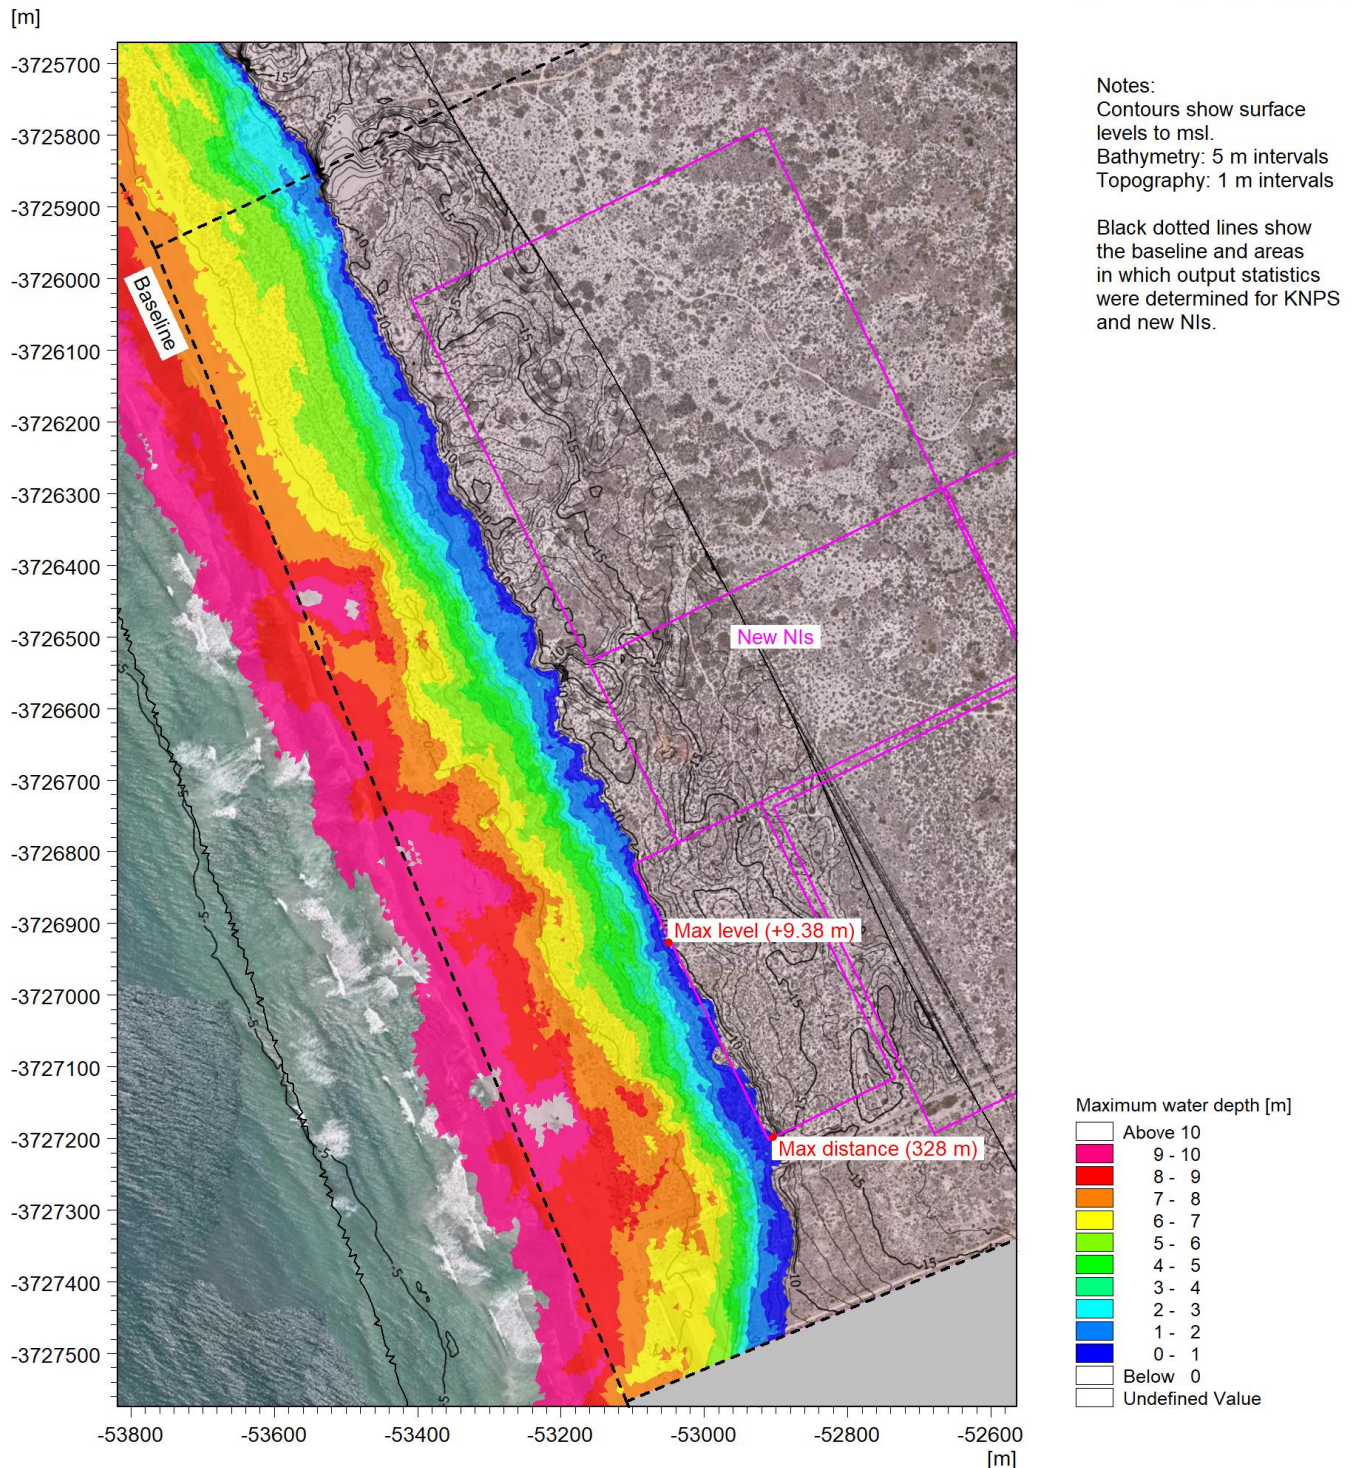 [m]
-3725700
-3725800
-3725900
-3726000
-3726100
-3726200
-3726300
-3726400
-3726500
-3726600
-3726700
-3726800
-3726900
-3727000
-3727100
-3727200
-3727300
-3727400
-3727500
-53800
-53600
-53400
-53200
-53000
-52800
-52600
[m]
Baseline
New NIs
Max level (+9.38 m)
Max distance (328 m)
Notes:
Contours show surface
levels to msl.
Bathymetry: 5 m intervals
Topography: 1 m intervals
Black dotted lines show
the baseline and areas
in which output statistics
were determined for KNPS
and new NIs.
Maximum water depth [m]
Above 10
9 - 10
8 - 9
7 - 8
6 - 7
5 - 6
4 - 5
3 - 4
2 - 3
1 - 2
0 - 1
Below 0
Undefined Value